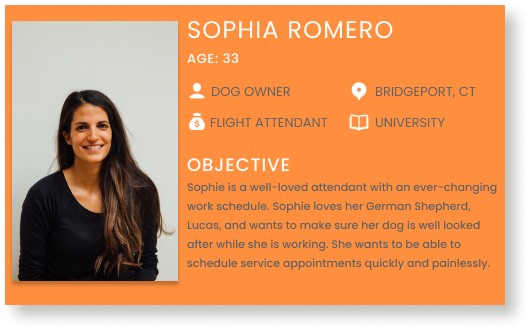 SOPHIA ROMERO
AGE: 33
DOG OWNER
BRIDGEPORT, CT
FLIGHT ATTENDANT
UNIVERSITY
OBJECTIVE
Sophie is a well-loved attendant with an ever-changing
work schedule. Sophie loves her German Shepherd,
Lucas, and wants to make sure her dog is well looked
after while she is working. She wants to be able to
schedule service appointments quickly and painlessly.